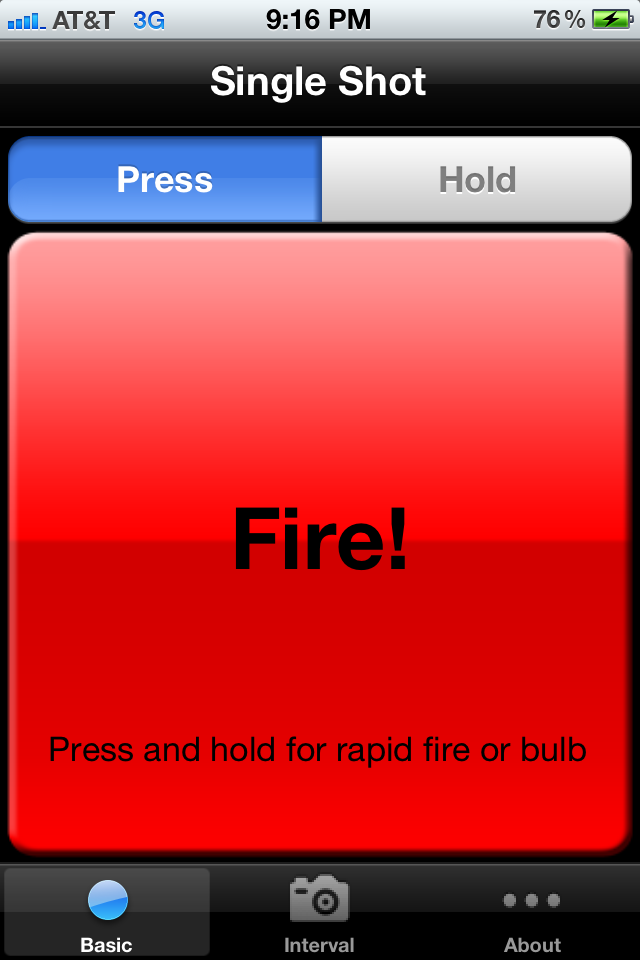 AT&T 3G 9:16 PM 76%
Single Shot
Press Hold
Fire!
Press and hold for rapid fire or bulb
Basic Interval About